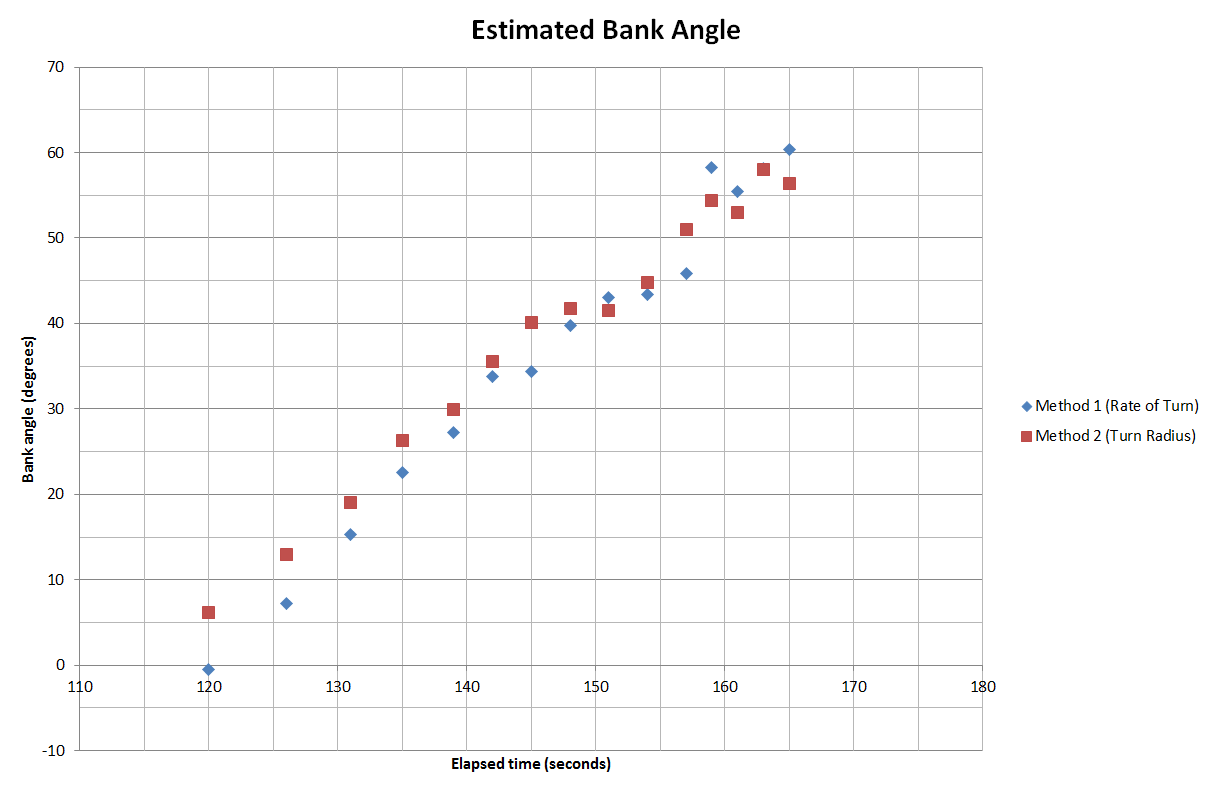 Estimated Bank Angle
70
60
50
40
30
20
10
0
-10
110 120 130 140 150 160 170 180
Bank angle (degrees)
Elapsed time (seconds)
Method 1 (Rate of Turn)
Method 2 (Turn Radius)